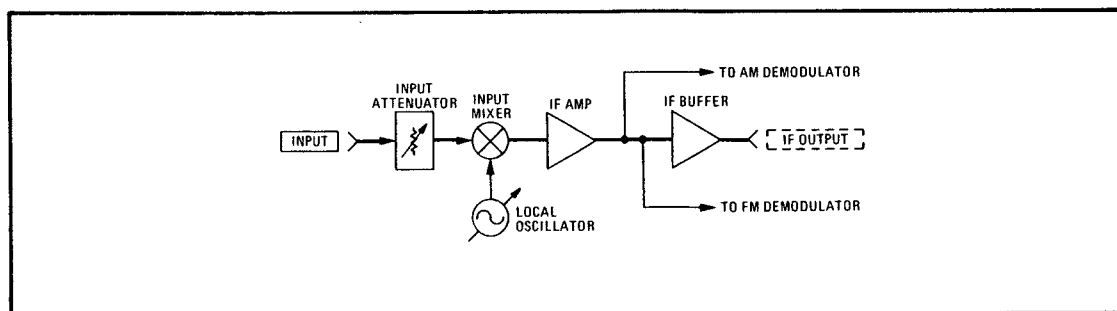 TO AM DEMODULATOR
INPUT
ATTENUATOR
INPUT
MIXER
IF AMP
IF BUFFER
INPUT
IF OUTPUT
LOCAL
OSCILLATOR
TO FM DEMODULATOR